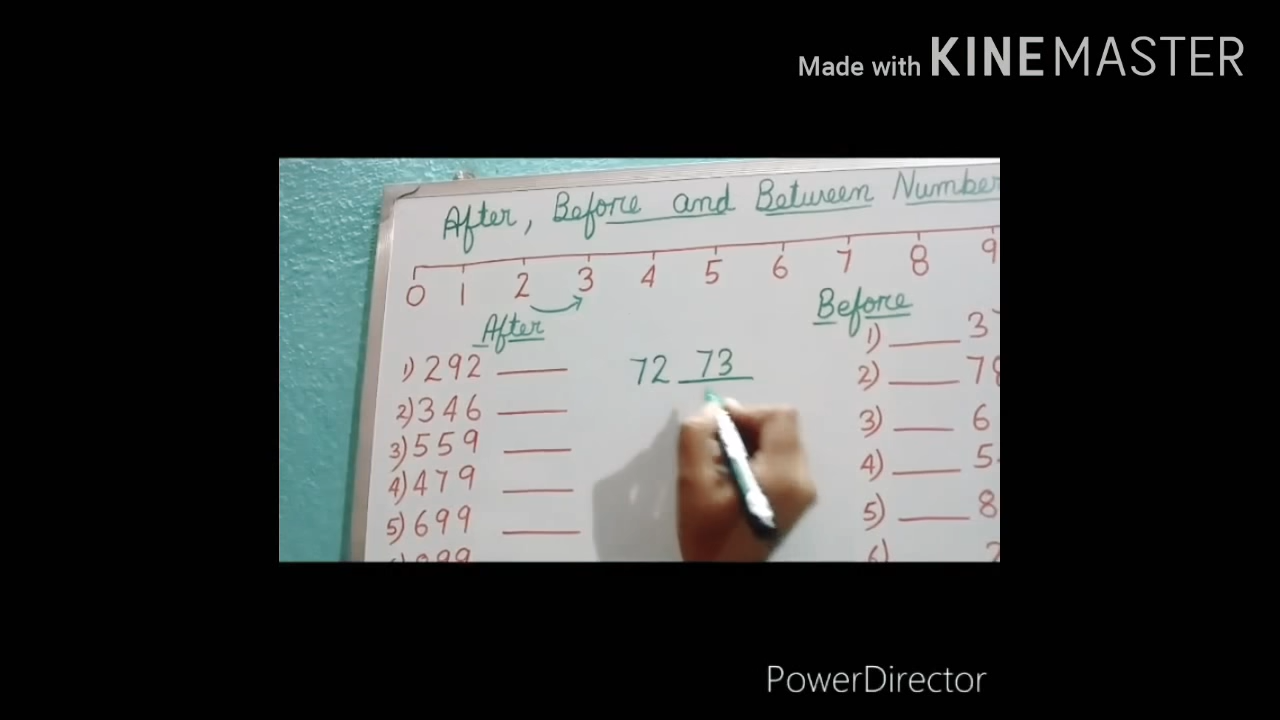 Made with KINEMASTER
After, Before and Between Number
0 1 2 3 4 5 6 7 8 9
After
1) 292 ____
2) 346 ____
3) 559 ____
4) 479 ____
5) 699 ____
72 73
Before
1) ____ 3
2) ____ 7
3) ____ 6
4) ____ 5
5) ____ 8
6)
PowerDirector